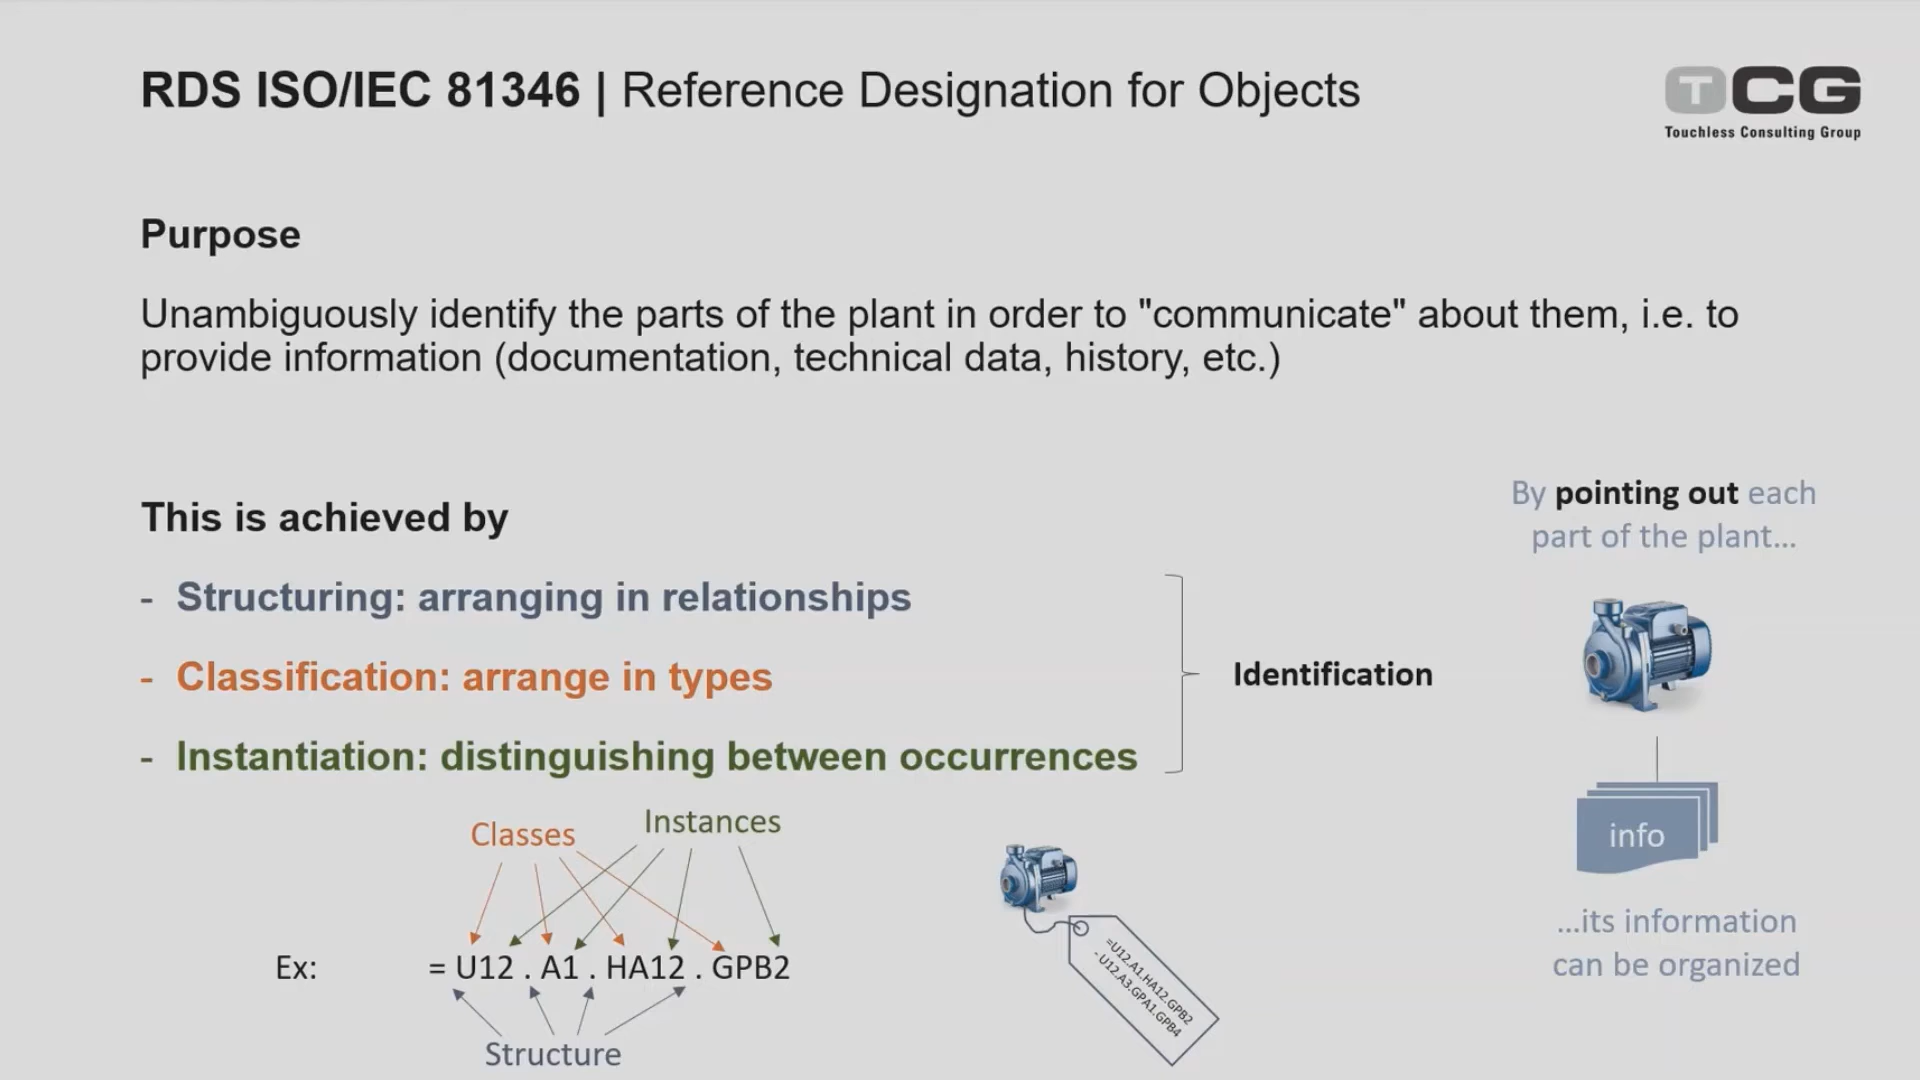 RDS ISO/IEC 81346 | Reference Designation for Objects
TCG
Touchless Consulting Group
Purpose
Unambiguously identify the parts of the plant in order to "communicate" about them, i.e. to
provide information (documentation, technical data, history, etc.)
This is achieved by
- Structuring: arranging in relationships
- Classification: arrange in types
- Instantiation: distinguishing between occurrences
Identification
By pointing out each
part of the plant...
info
...its information
can be organized
Classes
Instances
Ex: = U12 . A1 . HA12 . GPB2
Structure
=U12.A1.HA12.GPB2
- U12.A3.GPA1.GPB4